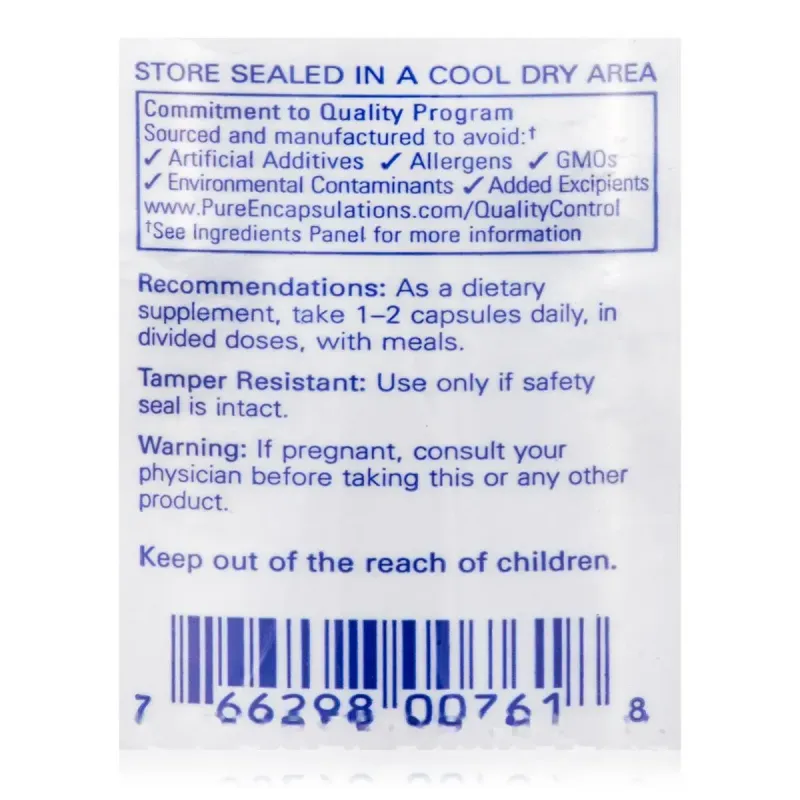 STORE SEALED IN A COOL DRY AREA
Commitment to Quality Program
Sourced and manufactured to avoid:†
✓ Artificial Additives ✓ Allergens ✓ GMOs
✓ Environmental Contaminants ✓ Added Excipients
www.PureEncapsulations.com/QualityControl
†See Ingredients Panel for more information
Recommendations: As a dietary
supplement, take 1–2 capsules daily, in
divided doses, with meals.
Tamper Resistant: Use only if safety
seal is intact.
Warning: If pregnant, consult your
physician before taking this or any other
product.
Keep out of the reach of children.
7 66298 00761 8